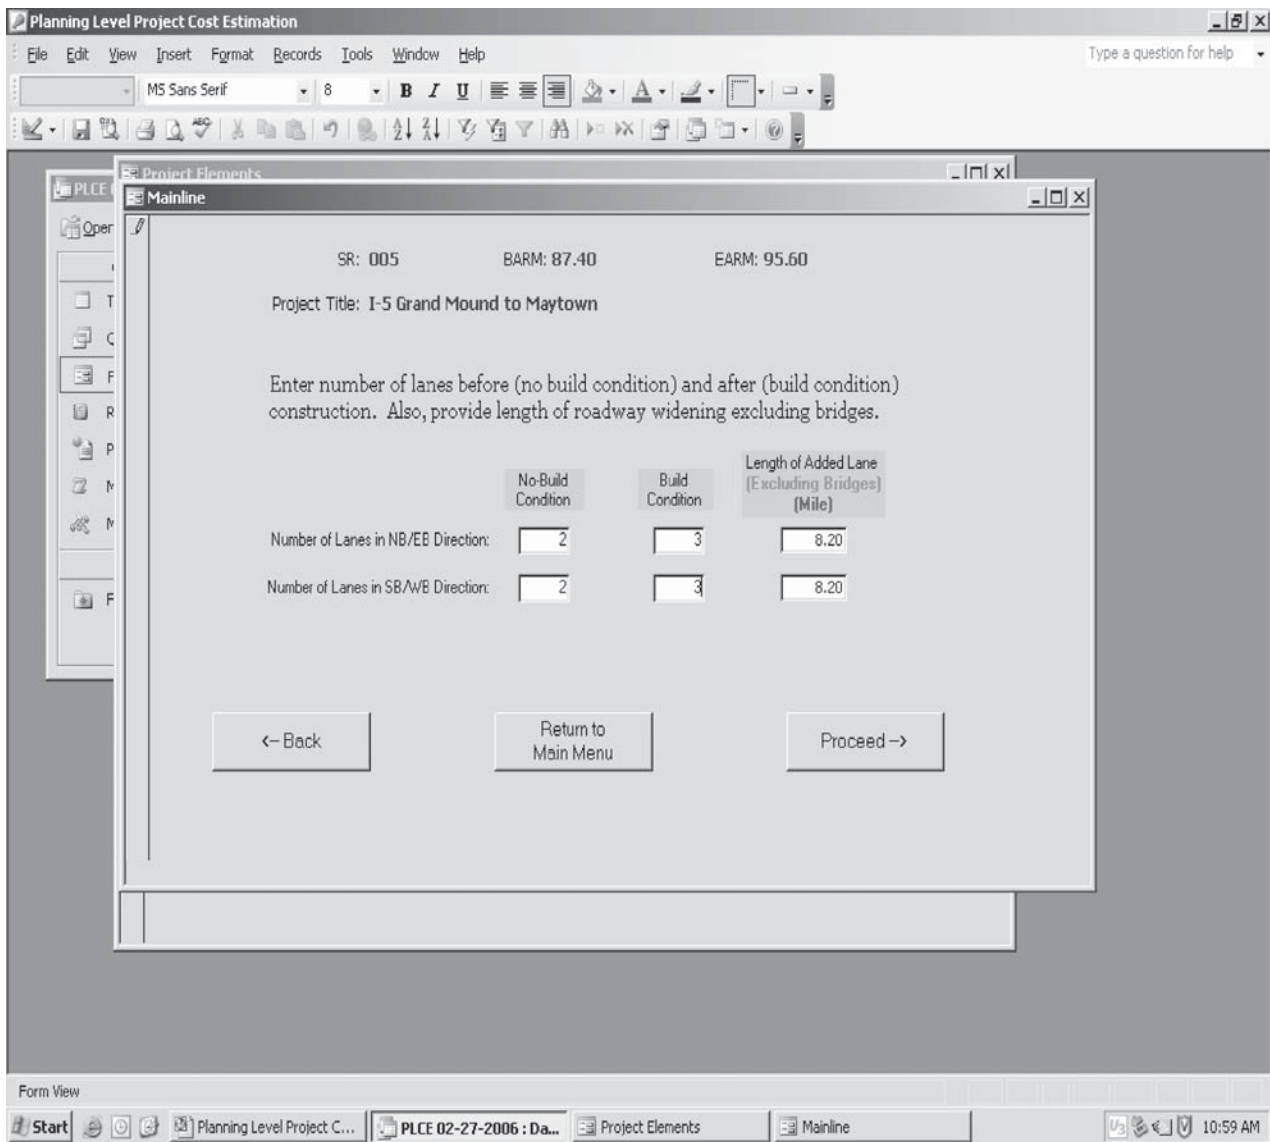 Planning Level Project Cost Estimation
File Edit View Insert Format Records Tools Window Help
Type a question for help
MS Sans Serif 8 B I U A
ABC
Project Elements
PLCE
Mainline
Open
SR: 005 BARM: 87.40 EARM: 95.60
Project Title: I-5 Grand Mound to Maytown
Enter number of lanes before (no build condition) and after (build condition)
construction. Also, provide length of roadway widening excluding bridges.
No-Build
Condition
Build
Condition
Length of Added Lane
(Excluding Bridges)
(Mile)
Number of Lanes in NB/EB Direction: 2 3 8.20
Number of Lanes in SB/WB Direction: 2 3 8.20
<-- Back
Return to
Main Menu
Proceed -->
Form View
Start Planning Level Project C... PLCE 02-27-2006 : Da... Project Elements Mainline 10:59 AM